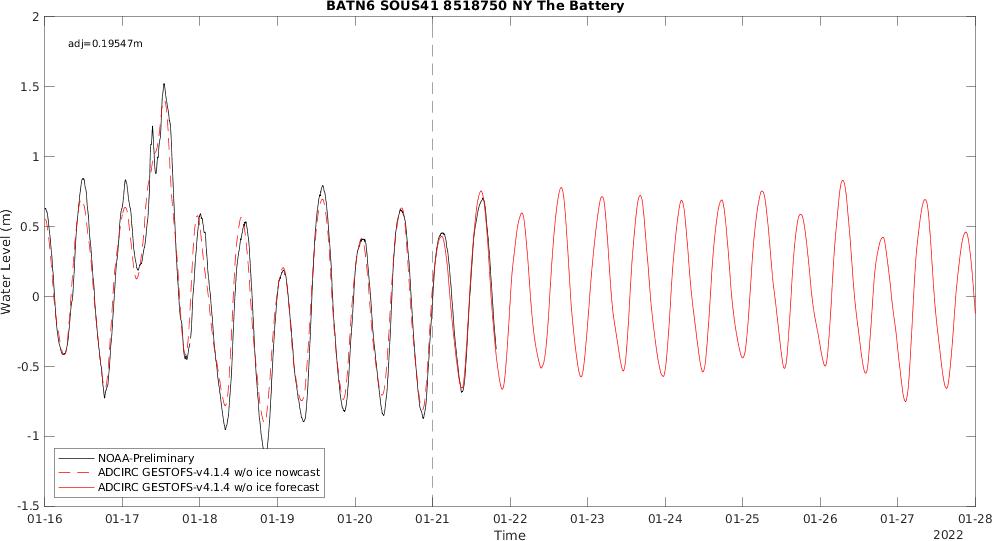 BATN6 SOUS41 8518750 NY The Battery
adj=0.19547m
2
1.5
1
0.5
0
-0.5
-1
-1.5
Water Level (m)
NOAA-Preliminary
ADCIRC GESTOFS-v4.1.4 w/o ice nowcast
ADCIRC GESTOFS-v4.1.4 w/o ice forecast
01-16 01-17 01-18 01-19 01-20 01-21 01-22 01-23 01-24 01-25 01-26 01-27 01-28
Time
2022